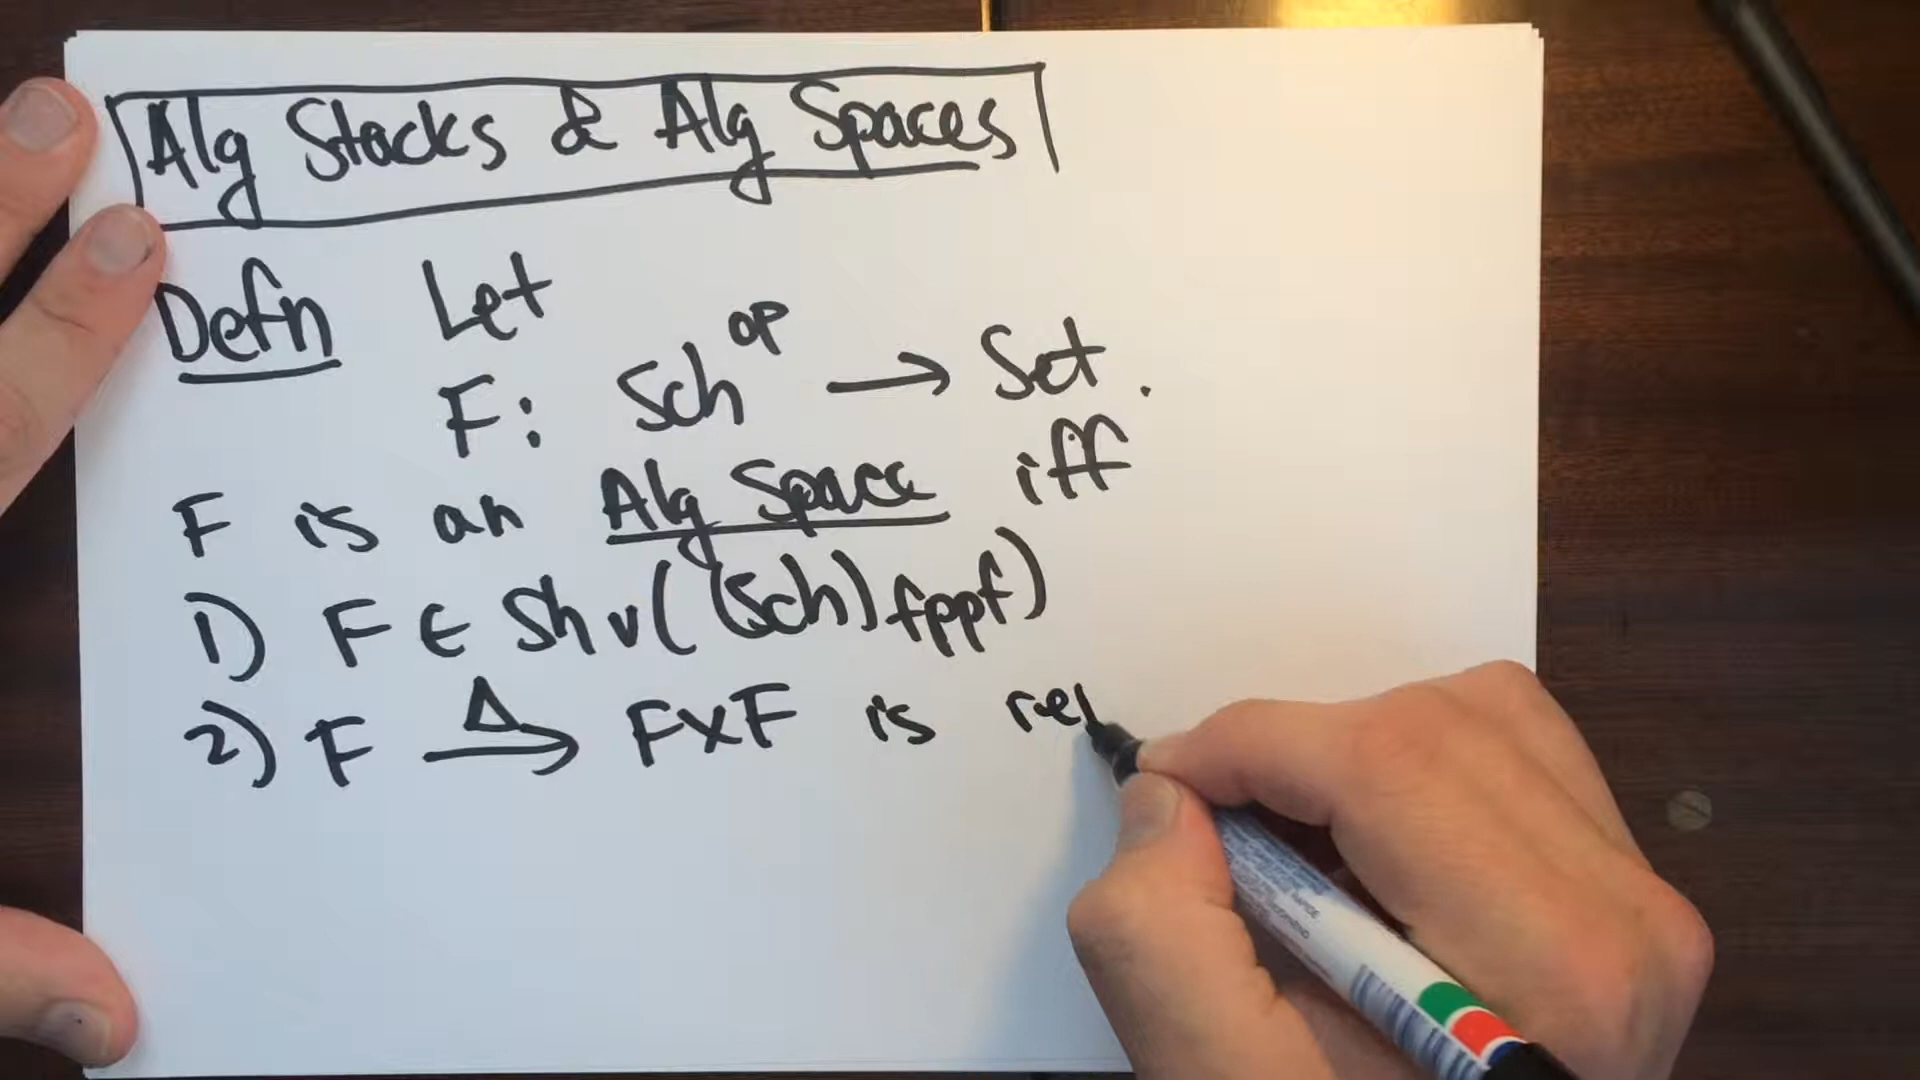 Alg Stacks & Alg Spaces
Defn Let
F: Sch^op → Set.
F is an Alg Space iff
1) F ∈ Shv((Sch)fppf)
2) F →^Δ F×F is rep